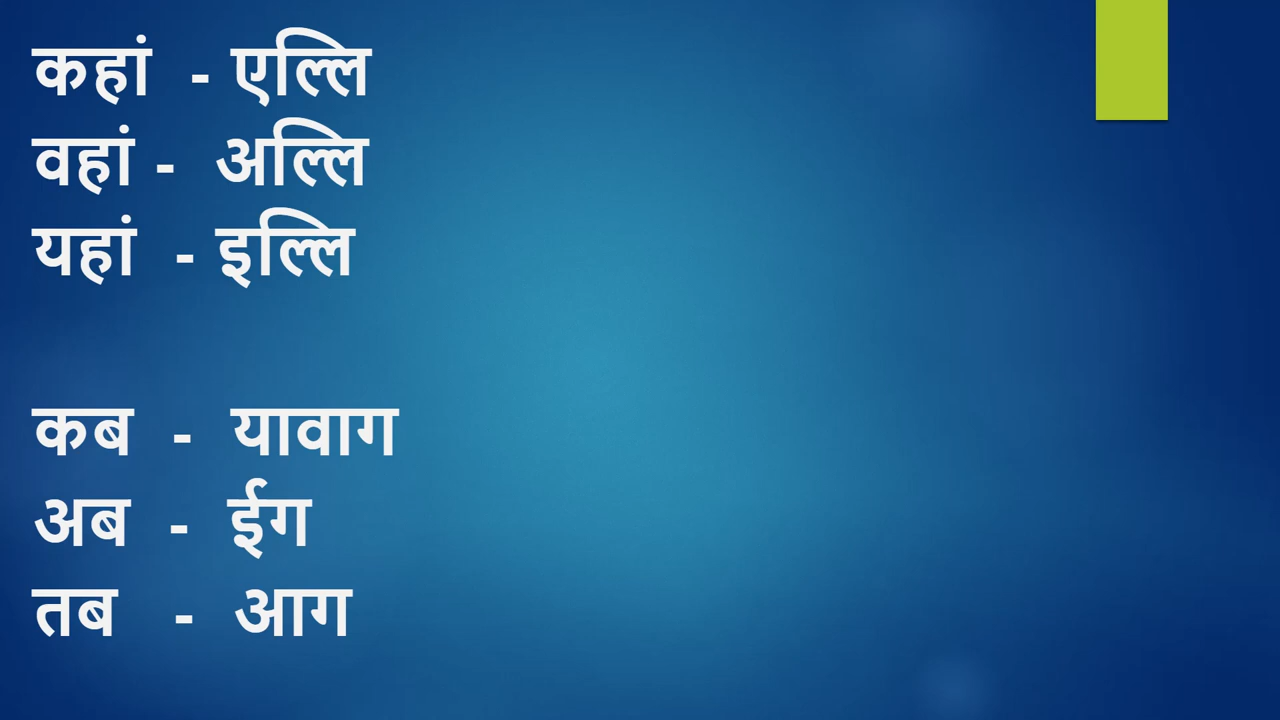 कहां - एल्लि
वहां - अल्लि
यहां - इल्लि
कब - यावाग
अब - ईग
तब - आग